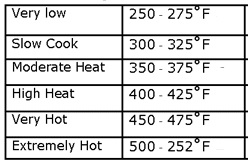 Very low 250 - 275°F
Slow Cook 300 - 325°F
Moderate Heat 350 - 375°F -
High Heat 400 - 425°F
Very Hot 450 - 475°F
Extremely Hot 500 - 252°F